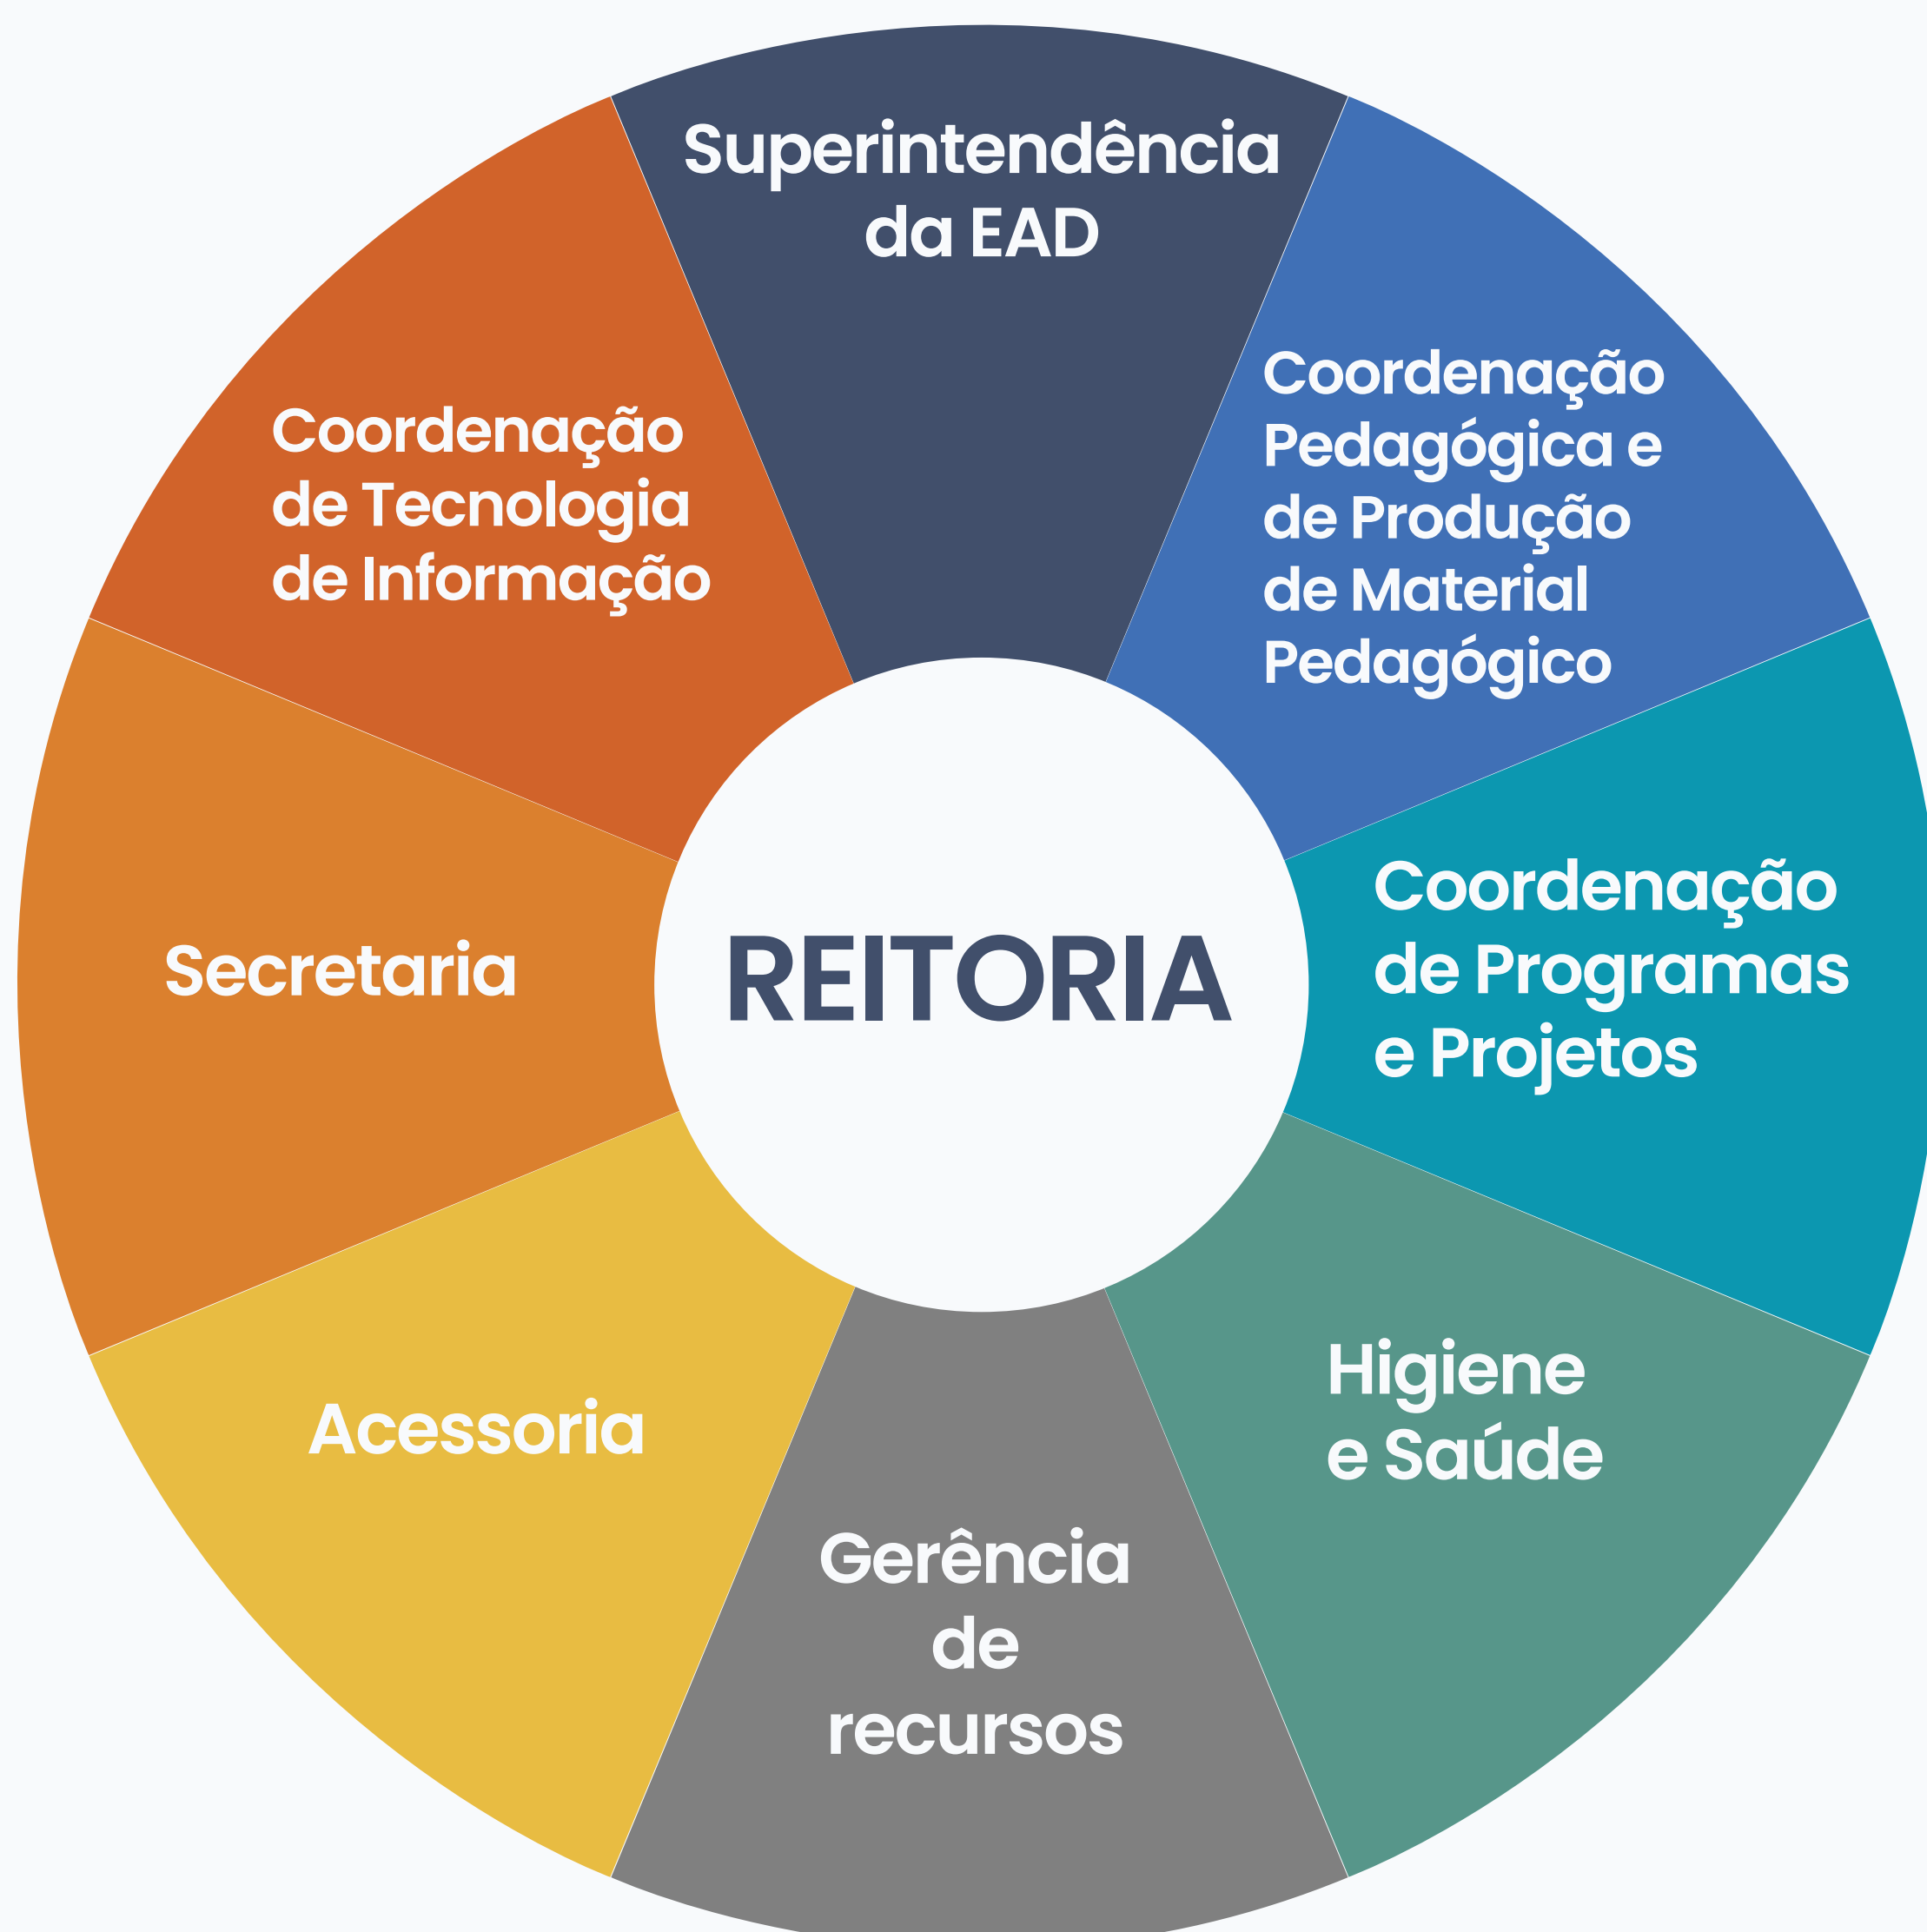 Superintendência
da EAD
Coordenação
Pedagógica e
de Produção
de Material
Pedagógico
Coordenação
de Programas
e Projetos
Higiene
e Saúde
Gerência
de
recursos
Acessoria
Secretaria
Coordenação
de Tecnologia
de Informação
REITORIA